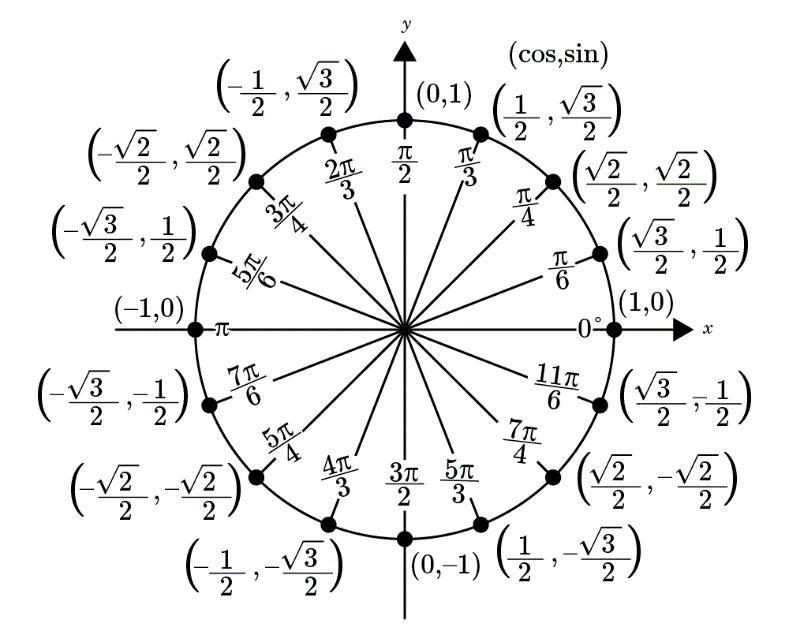 y
(cos,sin)
(-1/2, √3/2)
(0,1)
(1/2, √3/2)
(-√2/2, √2/2)
2π/3
π/2
π/3
(√2/2, √2/2)
3π/4
π/4
(-√3/2, 1/2)
5π/6
π/6
(√3/2, 1/2)
(−1,0)
π
0°
(1,0)
x
(-√3/2, -1/2)
7π/6
11π/6
(√3/2, -1/2)
5π/4
7π/4
(-√2/2, -√2/2)
4π/3
3π/2
5π/3
(√2/2, -√2/2)
(-1/2, -√3/2)
(0,−1)
(1/2, -√3/2)